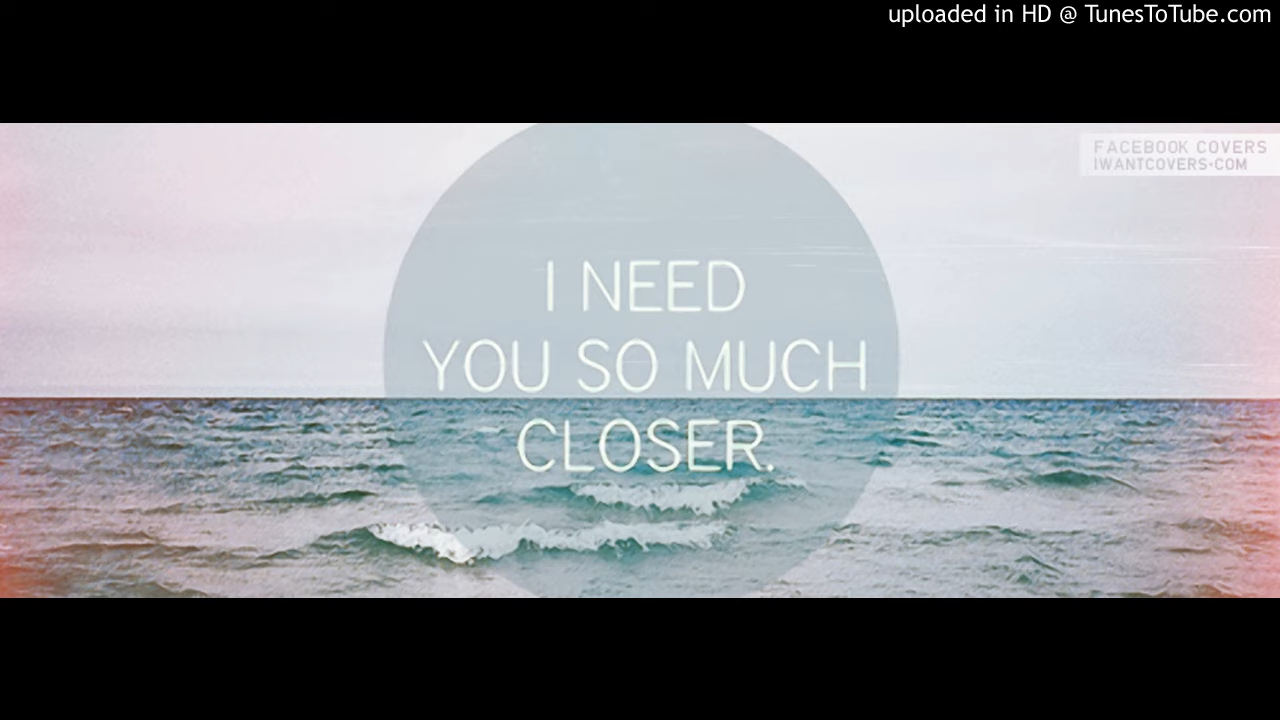 uploaded in HD @ TunesToTube.com
FACEBOOK COVERS
IWANTCOVERS•COM
I NEED
YOU SO MUCH
CLOSER.